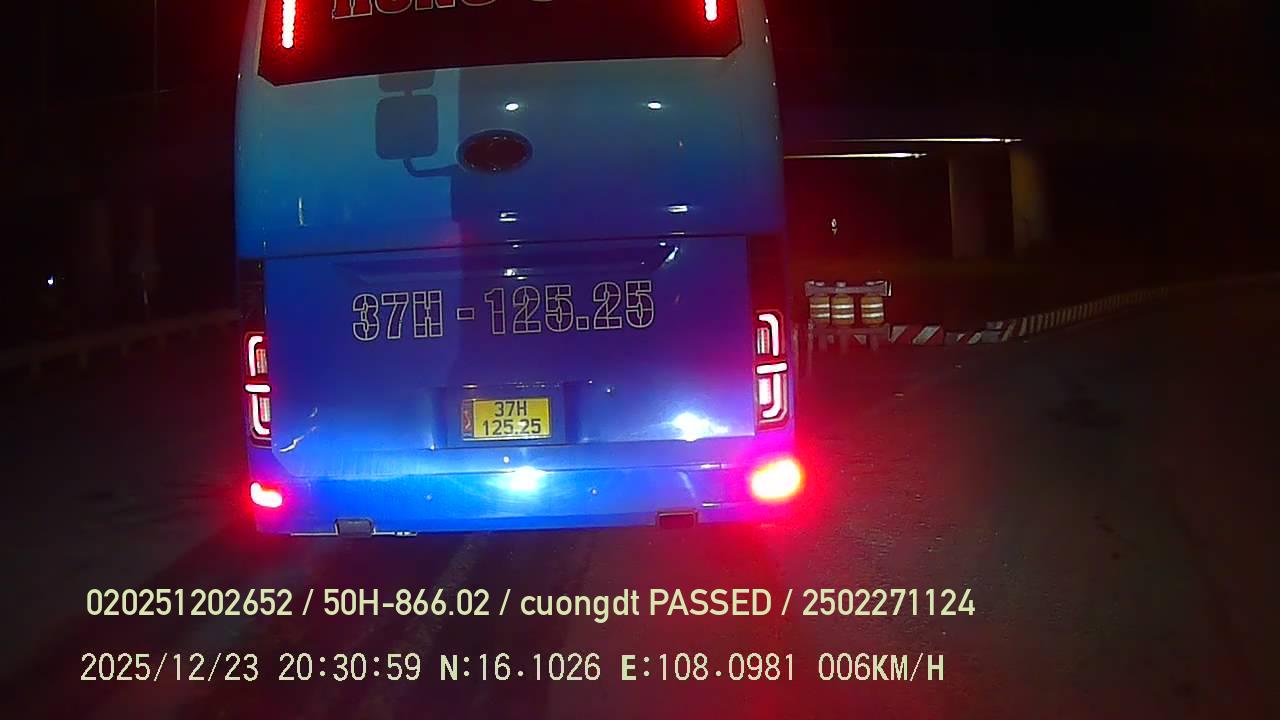 37H - 125.25
37H
125.25
020251202652 / 50H-866.02 / cuongdt PASSED / 2502271124
2025/12/23 20:30:59 N:16.1026 E:108.0981 006KM/H